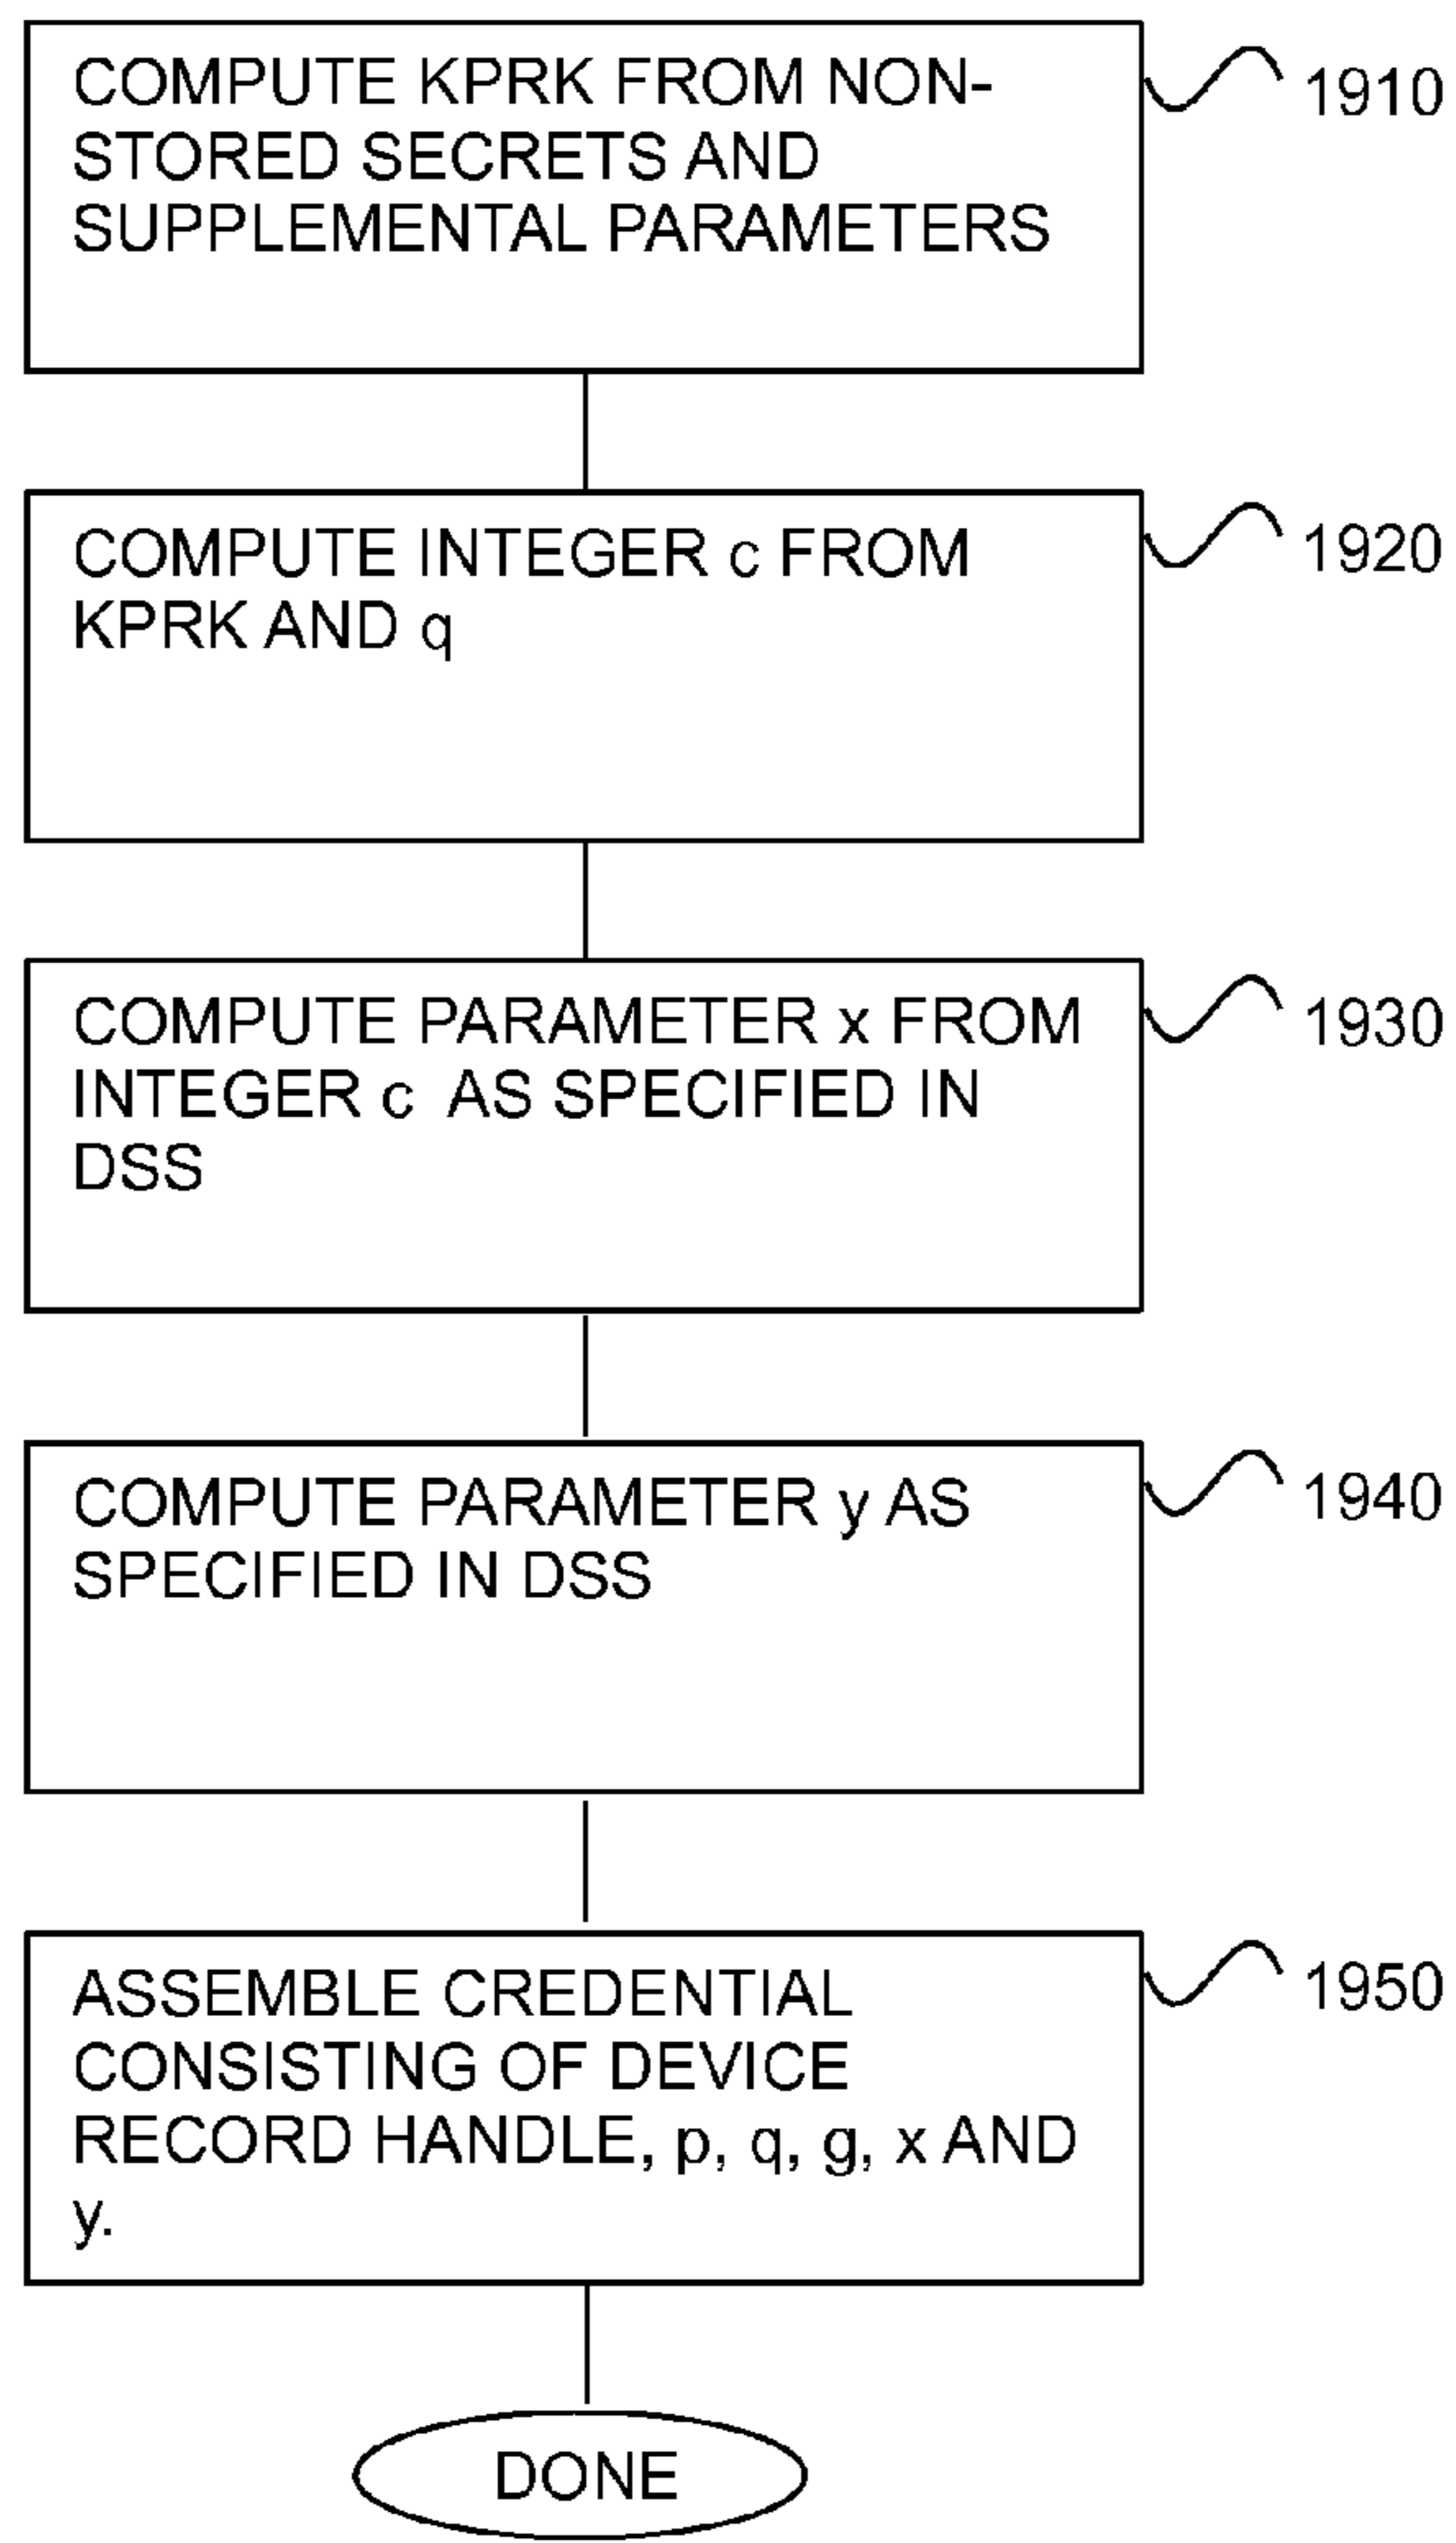 COMPUTE KPRK FROM NON-
STORED SECRETS AND
SUPPLEMENTAL PARAMETERS
1910
COMPUTE INTEGER c FROM
KPRK AND q
1920
COMPUTE PARAMETER x FROM
INTEGER c AS SPECIFIED IN
DSS
1930
COMPUTE PARAMETER y AS
SPECIFIED IN DSS
1940
ASSEMBLE CREDENTIAL
CONSISTING OF DEVICE
RECORD HANDLE, p, q, g, x AND
y.
1950
DONE